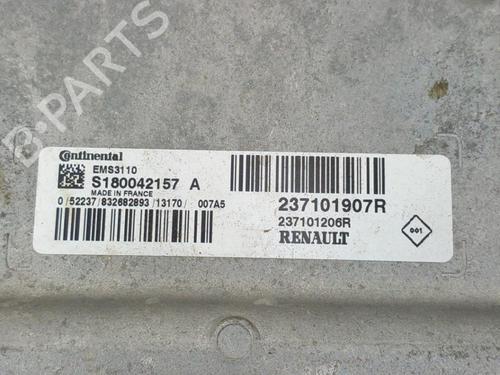 Continental
EMS3110
S180042157 A
MADE IN FRANCE
0/52237/832682893/13170/ 007A5
237101907R
237101206R
RENAULT
001
B-PARTS